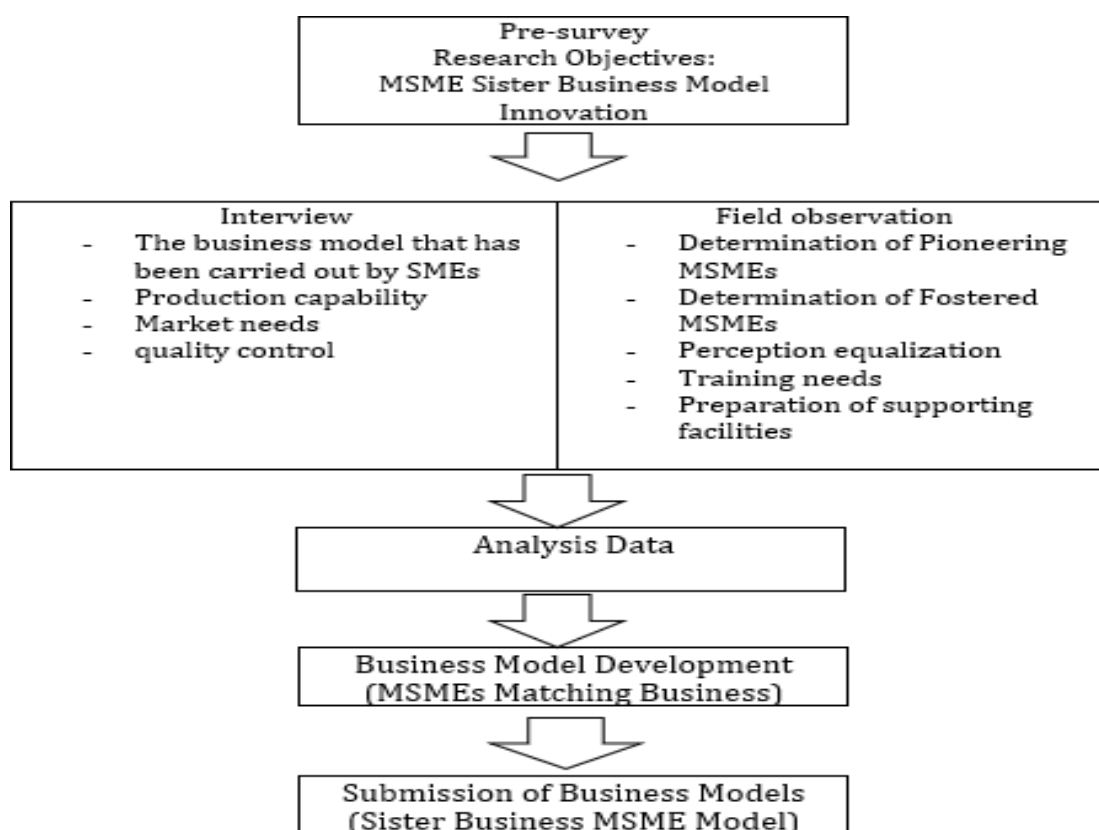 Pre-survey
Research Objectives:
MSME Sister Business Model
Innovation
Interview
- The business model that has
been carried out by SMEs
- Production capability
- Market needs
- quality control
Field observation
- Determination of Pioneering
MSMEs
- Determination of Fostered
MSMEs
- Perception equalization
- Training needs
- Preparation of supporting
facilities
Analysis Data
Business Model Development
(MSMEs Matching Business)
Submission of Business Models
(Sister Business MSME Model)